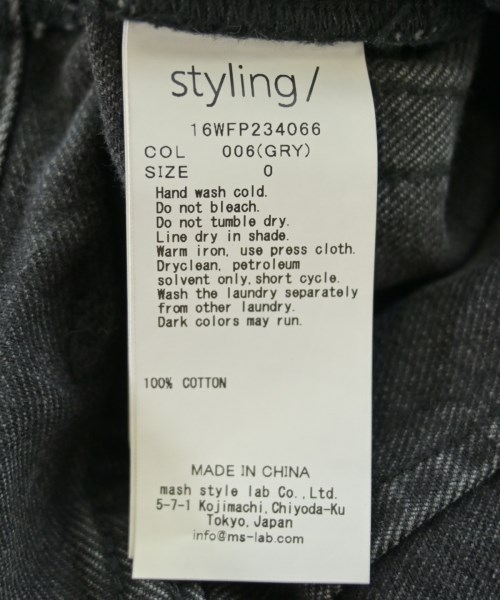 styling/
16WFP234066
COL 006(GRY)
SIZE 0
Hand wash cold.
Do not bleach.
Do not tumble dry.
Line dry in shade.
Warm iron, use press cloth.
Dryclean, petroleum
solvent only, short cycle.
Wash the laundry separately
from other laundry.
Dark colors may run.
100% COTTON
MADE IN CHINA
mash style lab Co.,Ltd.
5-7-1 Kojimachi,Chiyoda-Ku
Tokyo,Japan
info@ms-lab.com